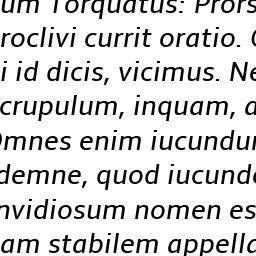 um Torquatus: Prors
roclivi currit oratio.
i id dicis, vicimus. Ne
crupulum, inquam, a
Omnes enim iucundur
demne, quod iucunde
nvidiosum nomen es
am stabilem appella